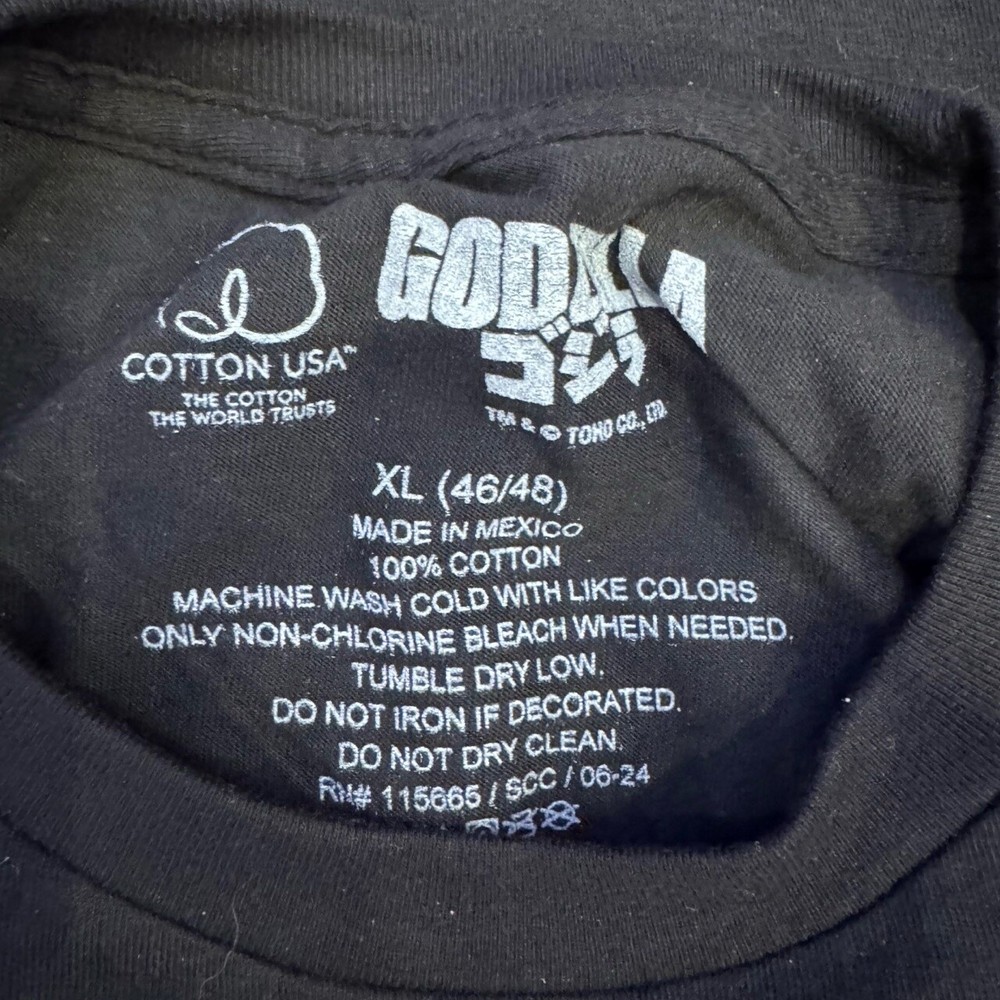 COTTON USA™
THE COTTON
THE WORLD TRUSTS
GODZILLA
ゴジラ
TM & © TOHO CO., LTD.
XL (46/48)
MADE IN MEXICO
100% COTTON
MACHINE WASH COLD WITH LIKE COLORS
ONLY NON-CHLORINE BLEACH WHEN NEEDED.
TUMBLE DRY LOW.
DO NOT IRON IF DECORATED.
DO NOT DRY CLEAN.
RN# 115665 / SCC / 06-24